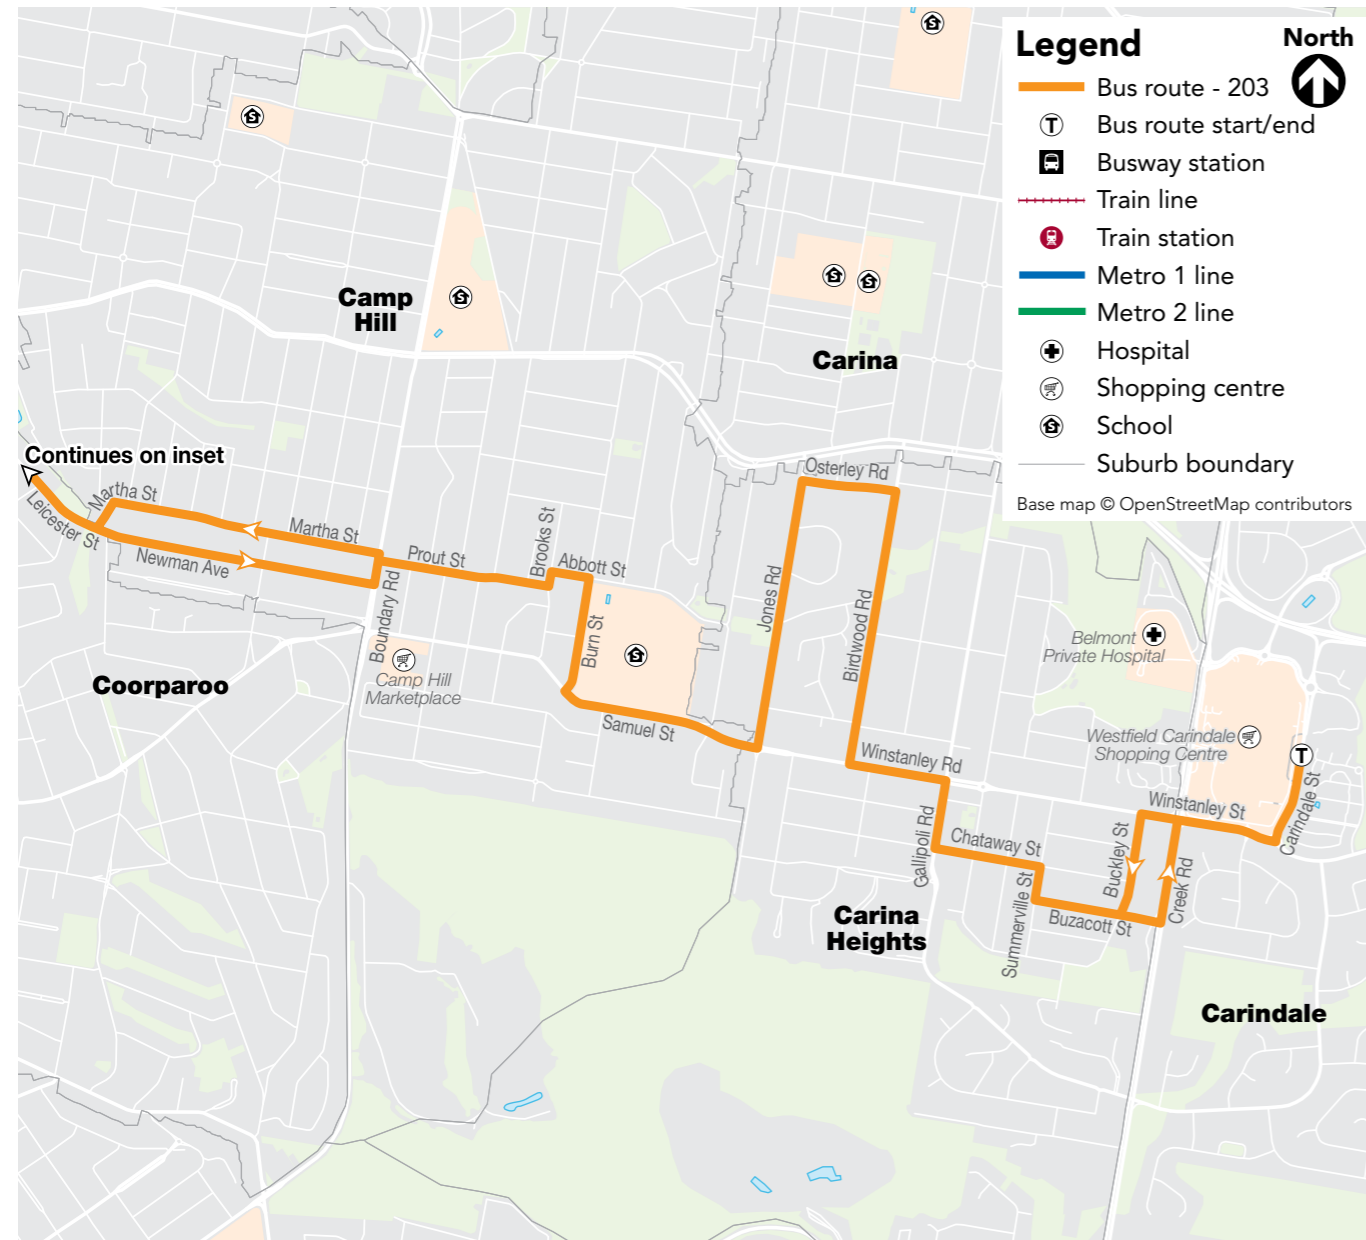 Legend
North
Bus route - 203
T
Bus route start/end
Busway station
Train line
Train station
Metro 1 line
Metro 2 line
Hospital
Shopping centre
S
School
Suburb boundary
Base map © OpenStreetMap contributors
S
S
S
S
S
Camp
Hill
Carina
Continues on inset
Osterley Rd
Martha St
Leicester St
Martha St
Newman Ave
Prout St
Brooks St
Abbott St
Boundary Rd
Burn St
S
Jones Rd
Birdwood Rd
Belmont
Private Hospital
Camp Hill
Marketplace
Coorparoo
Samuel St
Westfield Carindale
Shopping Centre
T
Winstanley Rd
Winstanley St
Carindale St
Gallipoli Rd
Chataway St
Buckley St
Creek Rd
Summerville St
Buzacott St
Carina
Heights
Carindale